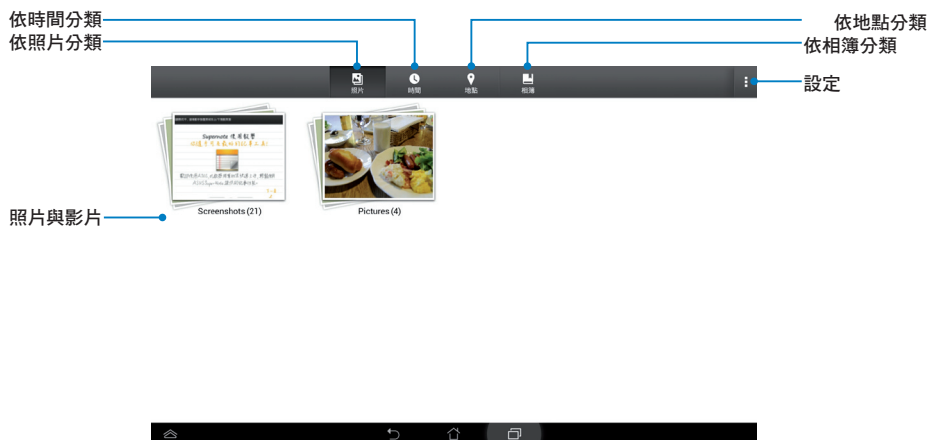 依時間分類
依地點分類
依照片分類
依相簿分類
照片
時間
地點
相簿
設定
Supernote 使用教學
Screenshots (21)
Pictures (4)
照片與影片